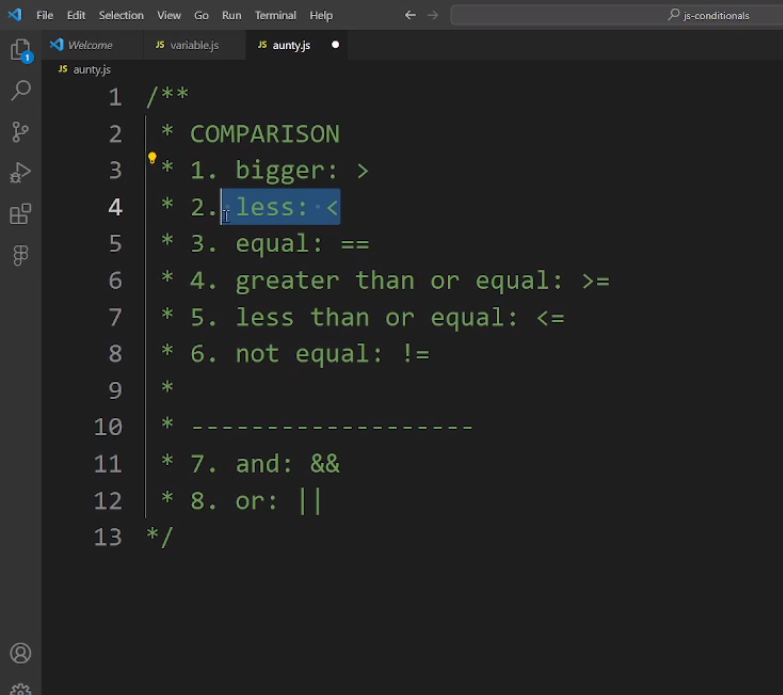 File Edit Selection View Go Run Terminal Help js-conditionals
Welcome JS variable.js JS aunty.js
JS aunty.js
1 /**
2 * COMPARISON
3 * 1. bigger: >
4 * 2. less: <
5 * 3. equal: ==
6 * 4. greater than or equal: >=
7 * 5. less than or equal: <=
8 * 6. not equal: !=
9 *
10 * -------------------
11 * 7. and: &&
12 * 8. or: ||
13 */
1